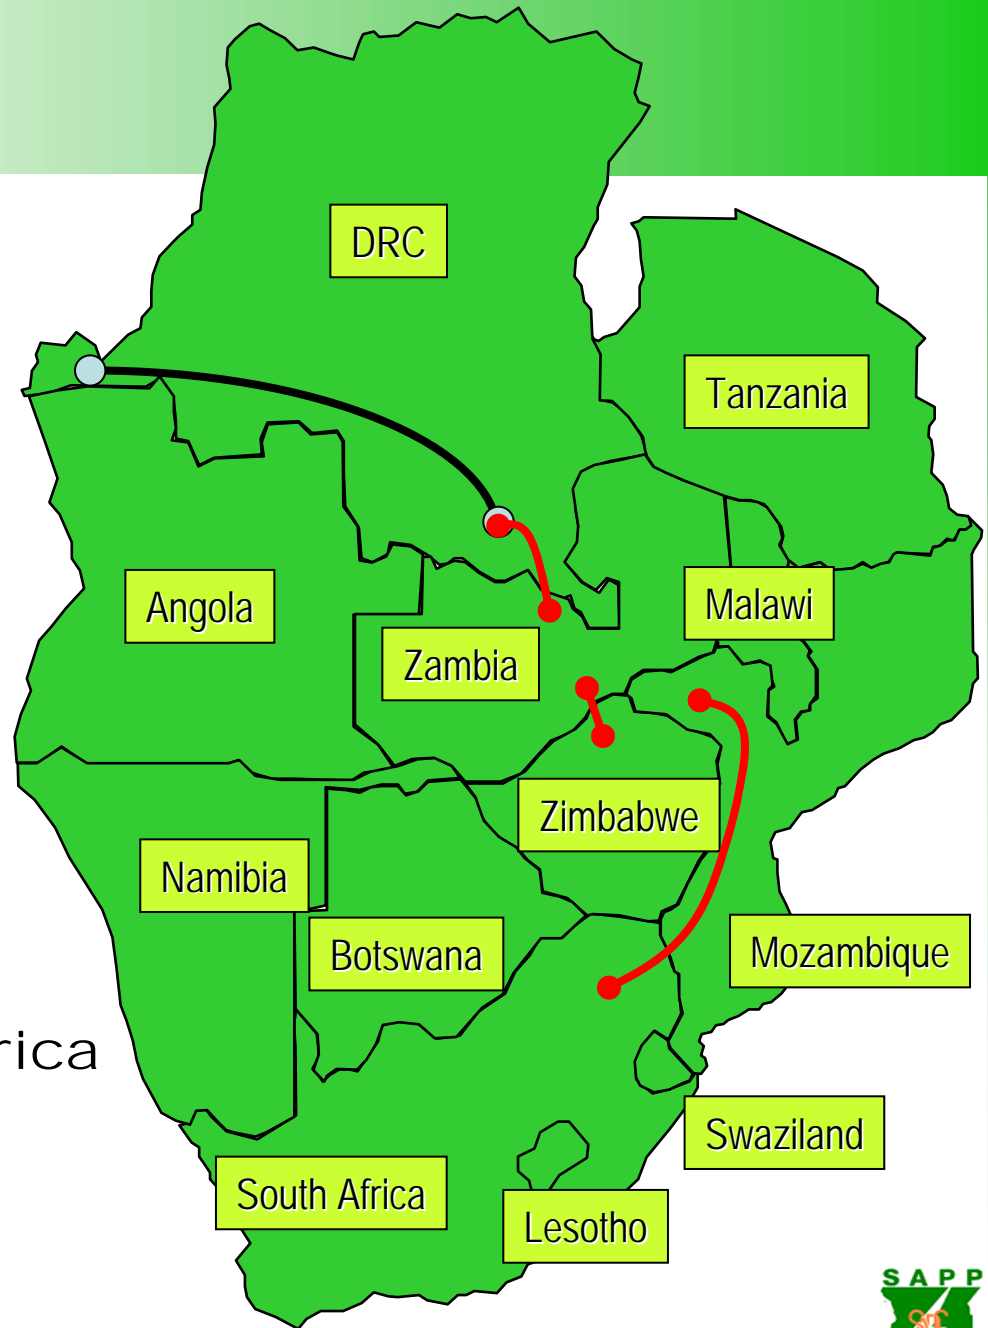 DRC
Tanzania
Angola
Malawi
Zambia
Zimbabwe
Namibia
Botswana
Mozambique
rica
Swaziland
South Africa
Lesotho
SAPP